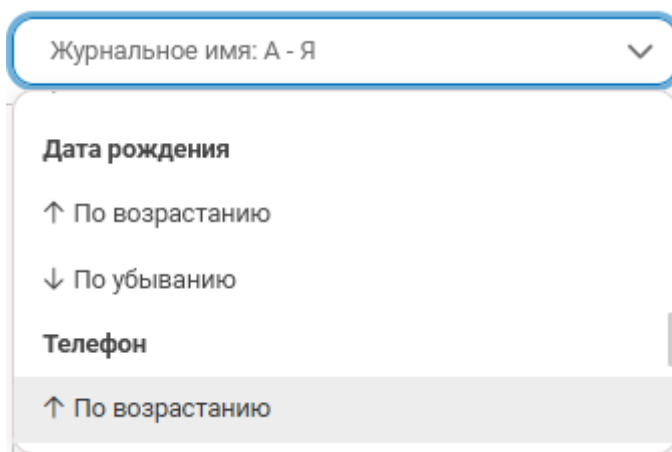 Журнальное имя: А - Я
Дата рождения
↑ По возрастанию
↓ По убыванию
Телефон
↑ По возрастанию